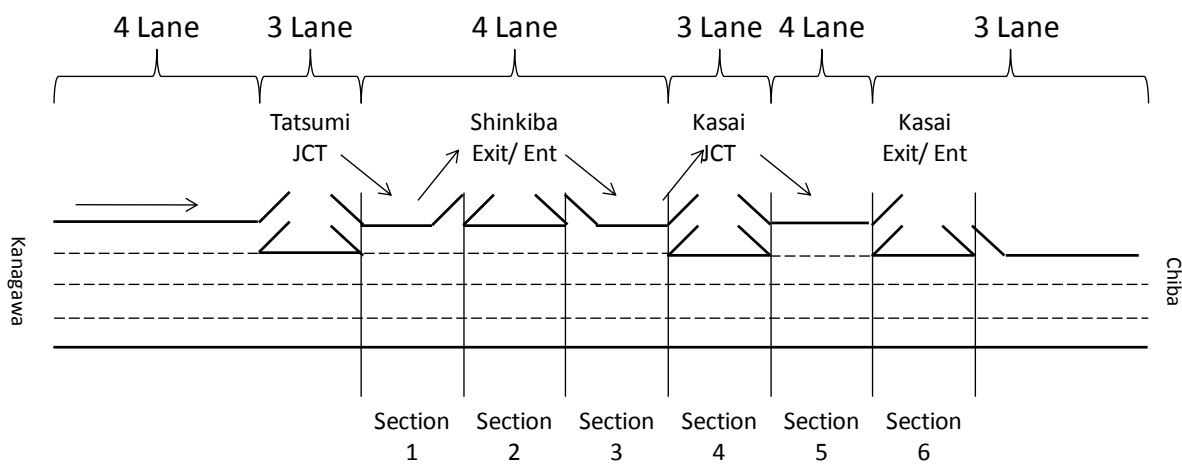 4 Lane
3 Lane
4 Lane
3 Lane
4 Lane
3 Lane
Tatsumi
JCT
Shinkiba
Exit/ Ent
Kasai
JCT
Kasai
Exit/ Ent
Kanagawa
Chiba
Section
1
Section
2
Section
3
Section
4
Section
5
Section
6